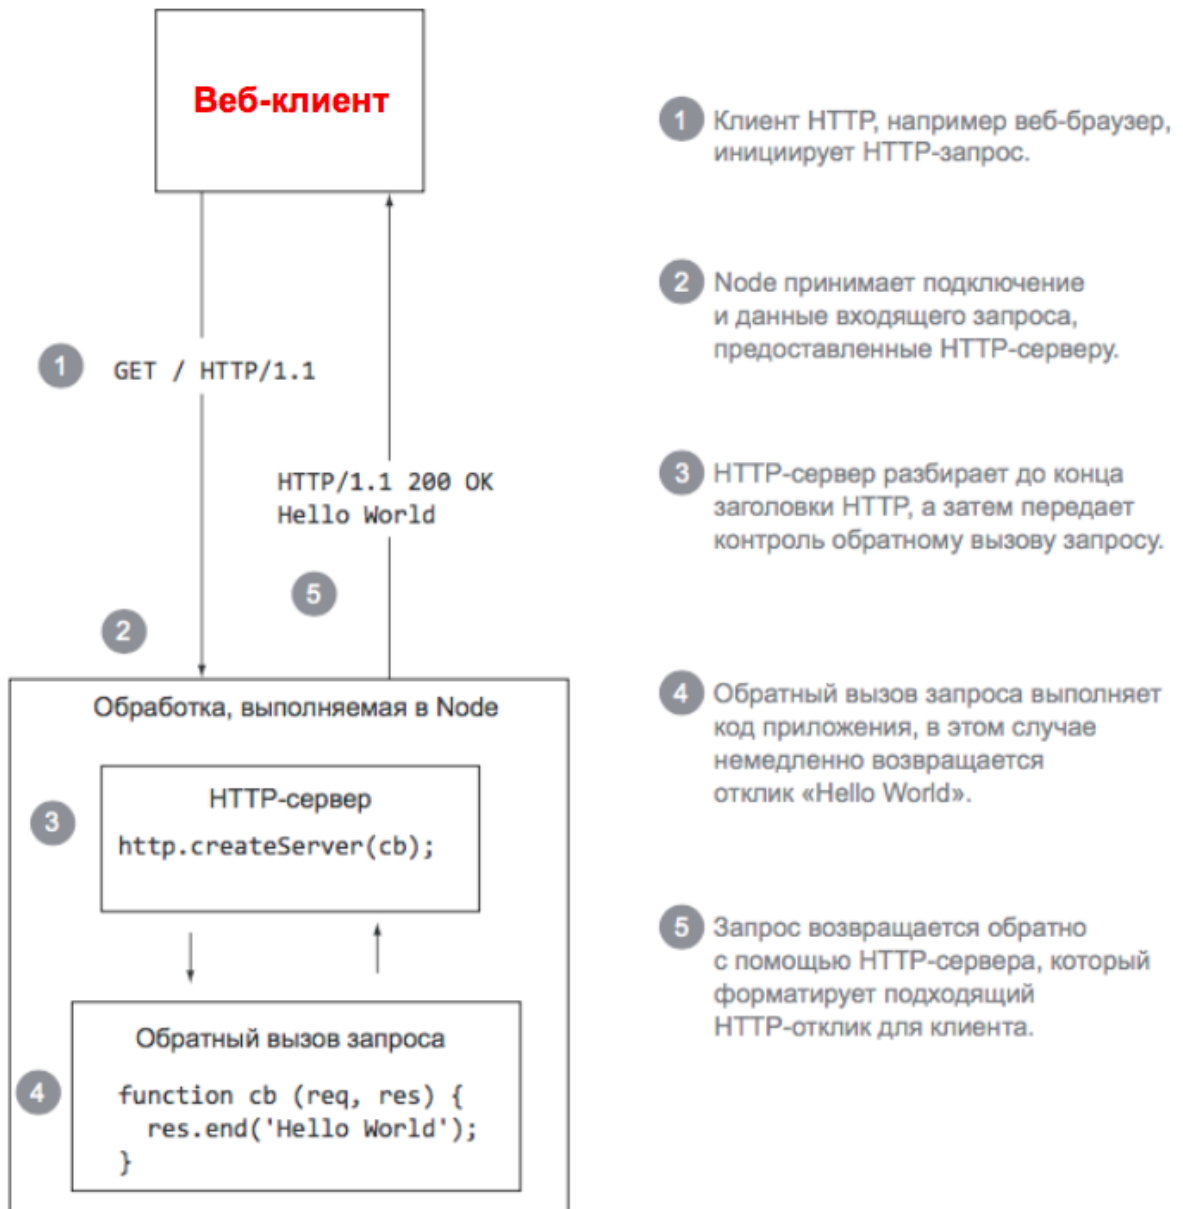 Веб-клиент
1 Клиент HTTP, например веб-браузер,
инициирует HTTP-запрос.
2 Node принимает подключение
и данные входящего запроса,
предоставленные HTTP-серверу.
1 GET / HTTP/1.1
3 HTTP-сервер разбирает до конца
заголовки HTTP, а затем передает
контроль обратному вызову запросу.
HTTP/1.1 200 OK
Hello World
5
2
4 Обратный вызов запроса выполняет
код приложения, в этом случае
немедленно возвращается
отклик «Hello World».
Обработка, выполняемая в Node
HTTP-сервер
3 http.createServer(cb);
5 Запрос возвращается обратно
с помощью HTTP-сервера, который
форматирует подходящий
HTTP-отклик для клиента.
Обратный вызов запроса
4 function cb (req, res) {
res.end('Hello World');
}